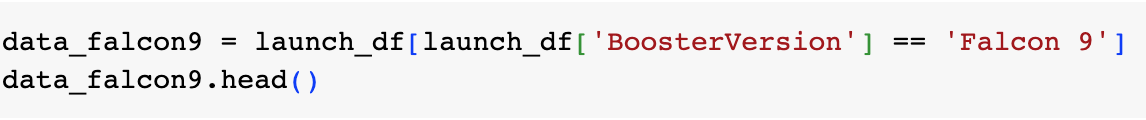 data_falcon9 = launch_df[launch_df['BoosterVersion'] == 'Falcon 9']
data_falcon9.head()